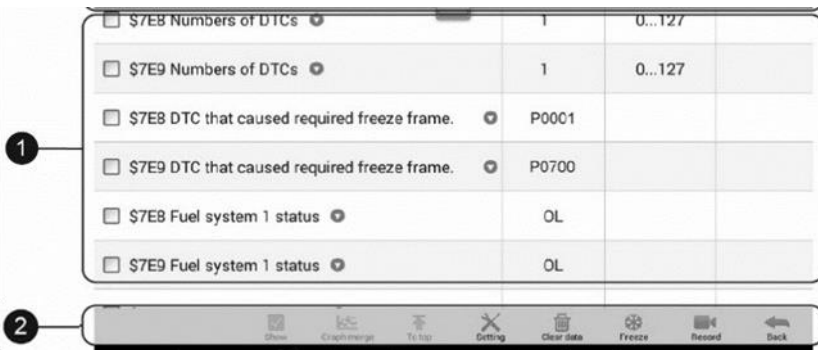 $7E8 Numbers of DTCs 1 0...127
$7E9 Numbers of DTCs 1 0...127
$7E8 DTC that caused required freeze frame. P0001
1
$7E9 DTC that caused required freeze frame. P0700
$7E8 Fuel system 1 status OL
$7E9 Fuel system 1 status OL
2
Show Graph merge To top Setting Clear data Freeze Record Back